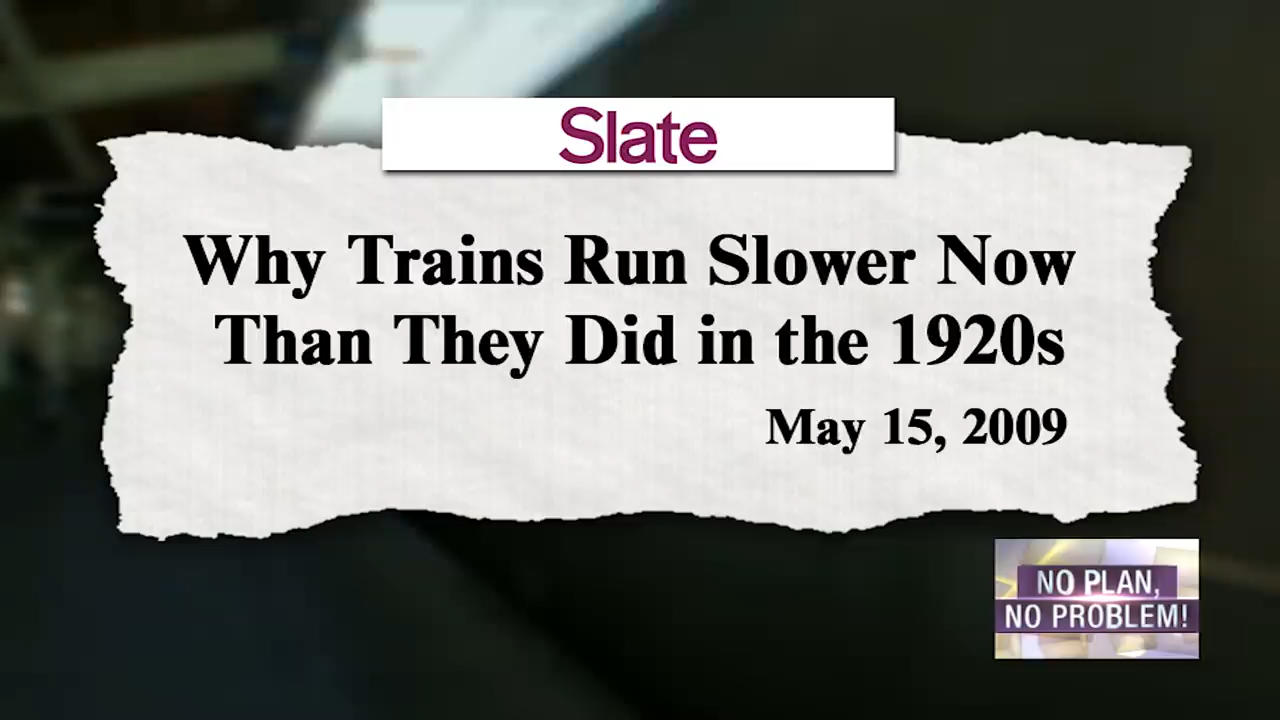 Slate
Why Trains Run Slower Now
Than They Did in the 1920s
May 15, 2009
NO PLAN,
NO PROBLEM!